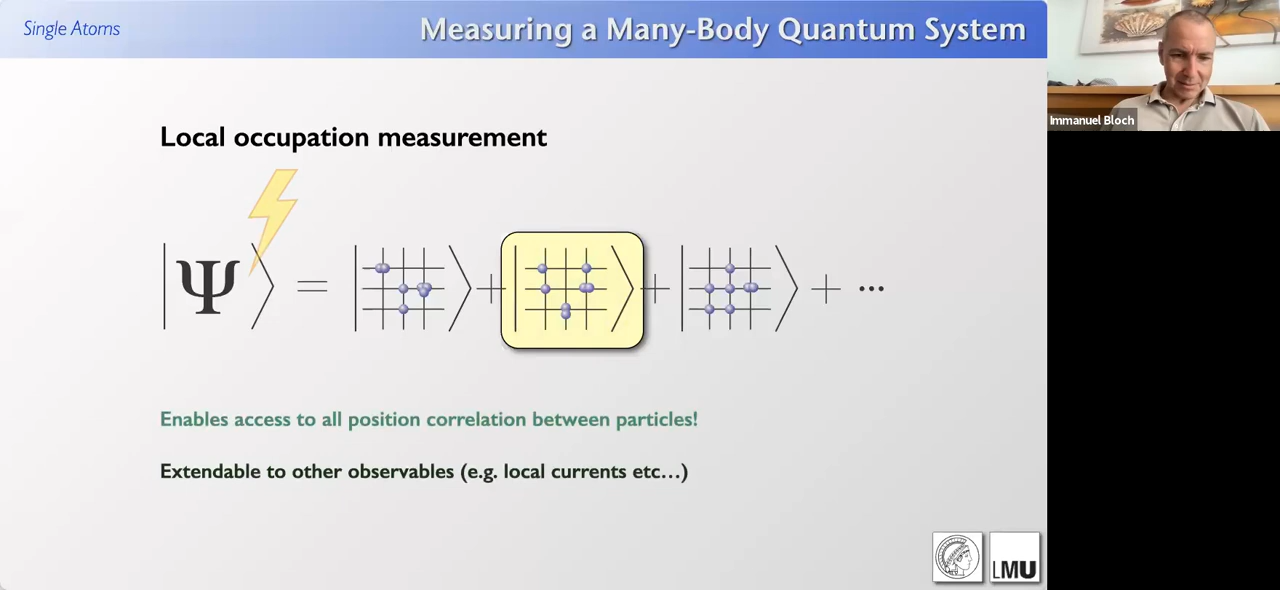 Single Atoms
Measuring a Many-Body Quantum System
Immanuel Bloch
Local occupation measurement
|Ψ⟩ = | ⟩ + | ⟩ + | ⟩ + ...
Enables access to all position correlation between particles!
Extendable to other observables (e.g. local currents etc...)
LMU